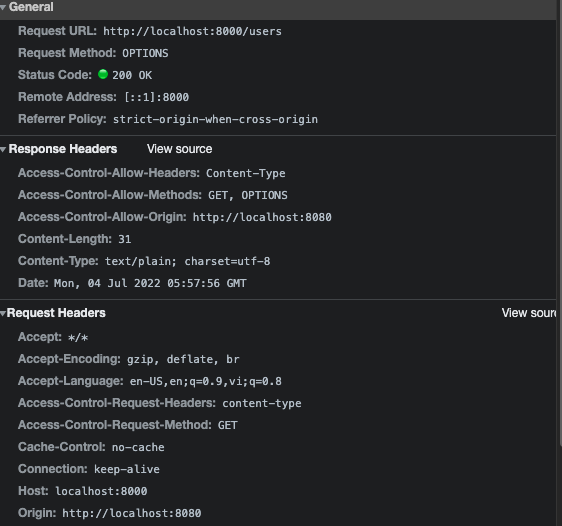 General
Request URL: http://localhost:8000/users
Request Method: OPTIONS
Status Code: 200 OK
Remote Address: [::1]:8000
Referrer Policy: strict-origin-when-cross-origin
Response Headers View source
Access-Control-Allow-Headers: Content-Type
Access-Control-Allow-Methods: GET, OPTIONS
Access-Control-Allow-Origin: http://localhost:8080
Content-Length: 31
Content-Type: text/plain; charset=utf-8
Date: Mon, 04 Jul 2022 05:57:56 GMT
Request Headers View sour
Accept: */*
Accept-Encoding: gzip, deflate, br
Accept-Language: en-US,en;q=0.9,vi;q=0.8
Access-Control-Request-Headers: content-type
Access-Control-Request-Method: GET
Cache-Control: no-cache
Connection: keep-alive
Host: localhost:8000
Origin: http://localhost:8080